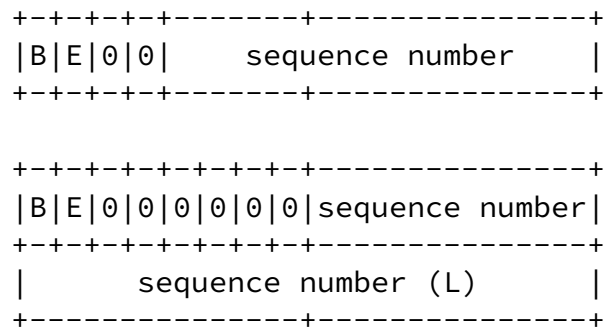 +-+-+-+-+-------+---------------+
|B|E|0|0|    sequence number    |
+-+-+-+-+-------+---------------+

+-+-+-+-+-+-+-+-+---------------+
|B|E|0|0|0|0|0|0|sequence number|
+-+-+-+-+-+-+-+-+---------------+
|      sequence number (L)      |
+---------------+---------------+